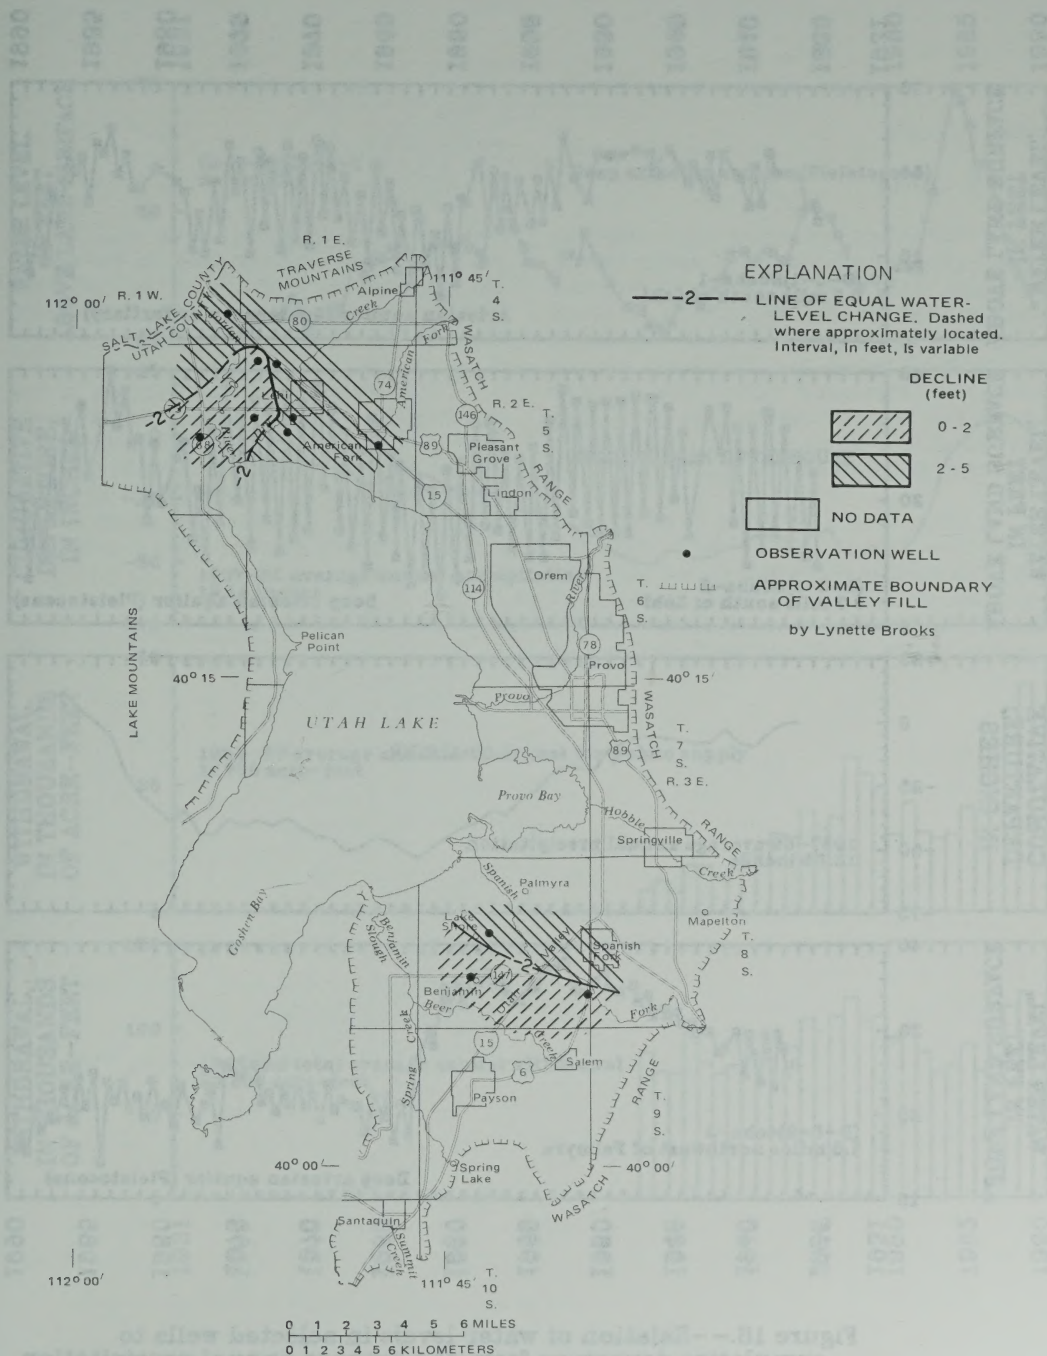 R. 1 E.
TRAVERSE
MOUNTAINS
111° 45′
T.
4
S.
112° 00′
R. 1 W.
SALT LAKE COUNTY
UTAH COUNTY
Jordan
Alpine
Creek
80
Fork
American
74
WASATCH
146
R. 2 E.
T.
5
S.
-2-
68
-2
American
Fork
89
Pleasant
Grove
15
Lindon
RANGE
EXPLANATION
-2-
LINE OF EQUAL WATER-
LEVEL CHANGE. Dashed
where approximately located.
Interval, in feet, is variable
DECLINE
(feet)
0 - 2
2 - 5
NO DATA
OBSERVATION WELL
APPROXIMATE BOUNDARY
OF VALLEY FILL
by Lynette Brooks
Orem
River
T.
6
S.
114
78
Provo
LAKE MOUNTAINS
Pelican
Point
40° 15′
40° 15′
Provo
UTAH LAKE
WASATCH
T.
7
S.
89
R. 3 E.
Provo Bay
Hobble
Springville
RANGE
Creek
Spanish
Palmyra
Mapelton
Goshen Bay
Benjamin
Slough
Lake
Shore
Valley
Spanish
Fork
T.
8
S.
-2-
147
Benjamin
Beer
Utah
Creek
Fork
Creek
Spring
15
Salem
6
Payson
RANGE
T.
9
S.
40° 00′
40° 00′
Spring
Lake
WASATCH
Santaquin
Summit
Creek
112° 00′
111° 45′
T.
10
S.
0 1 2 3 4 5 6 MILES
0 1 2 3 4 5 6 KILOMETERS